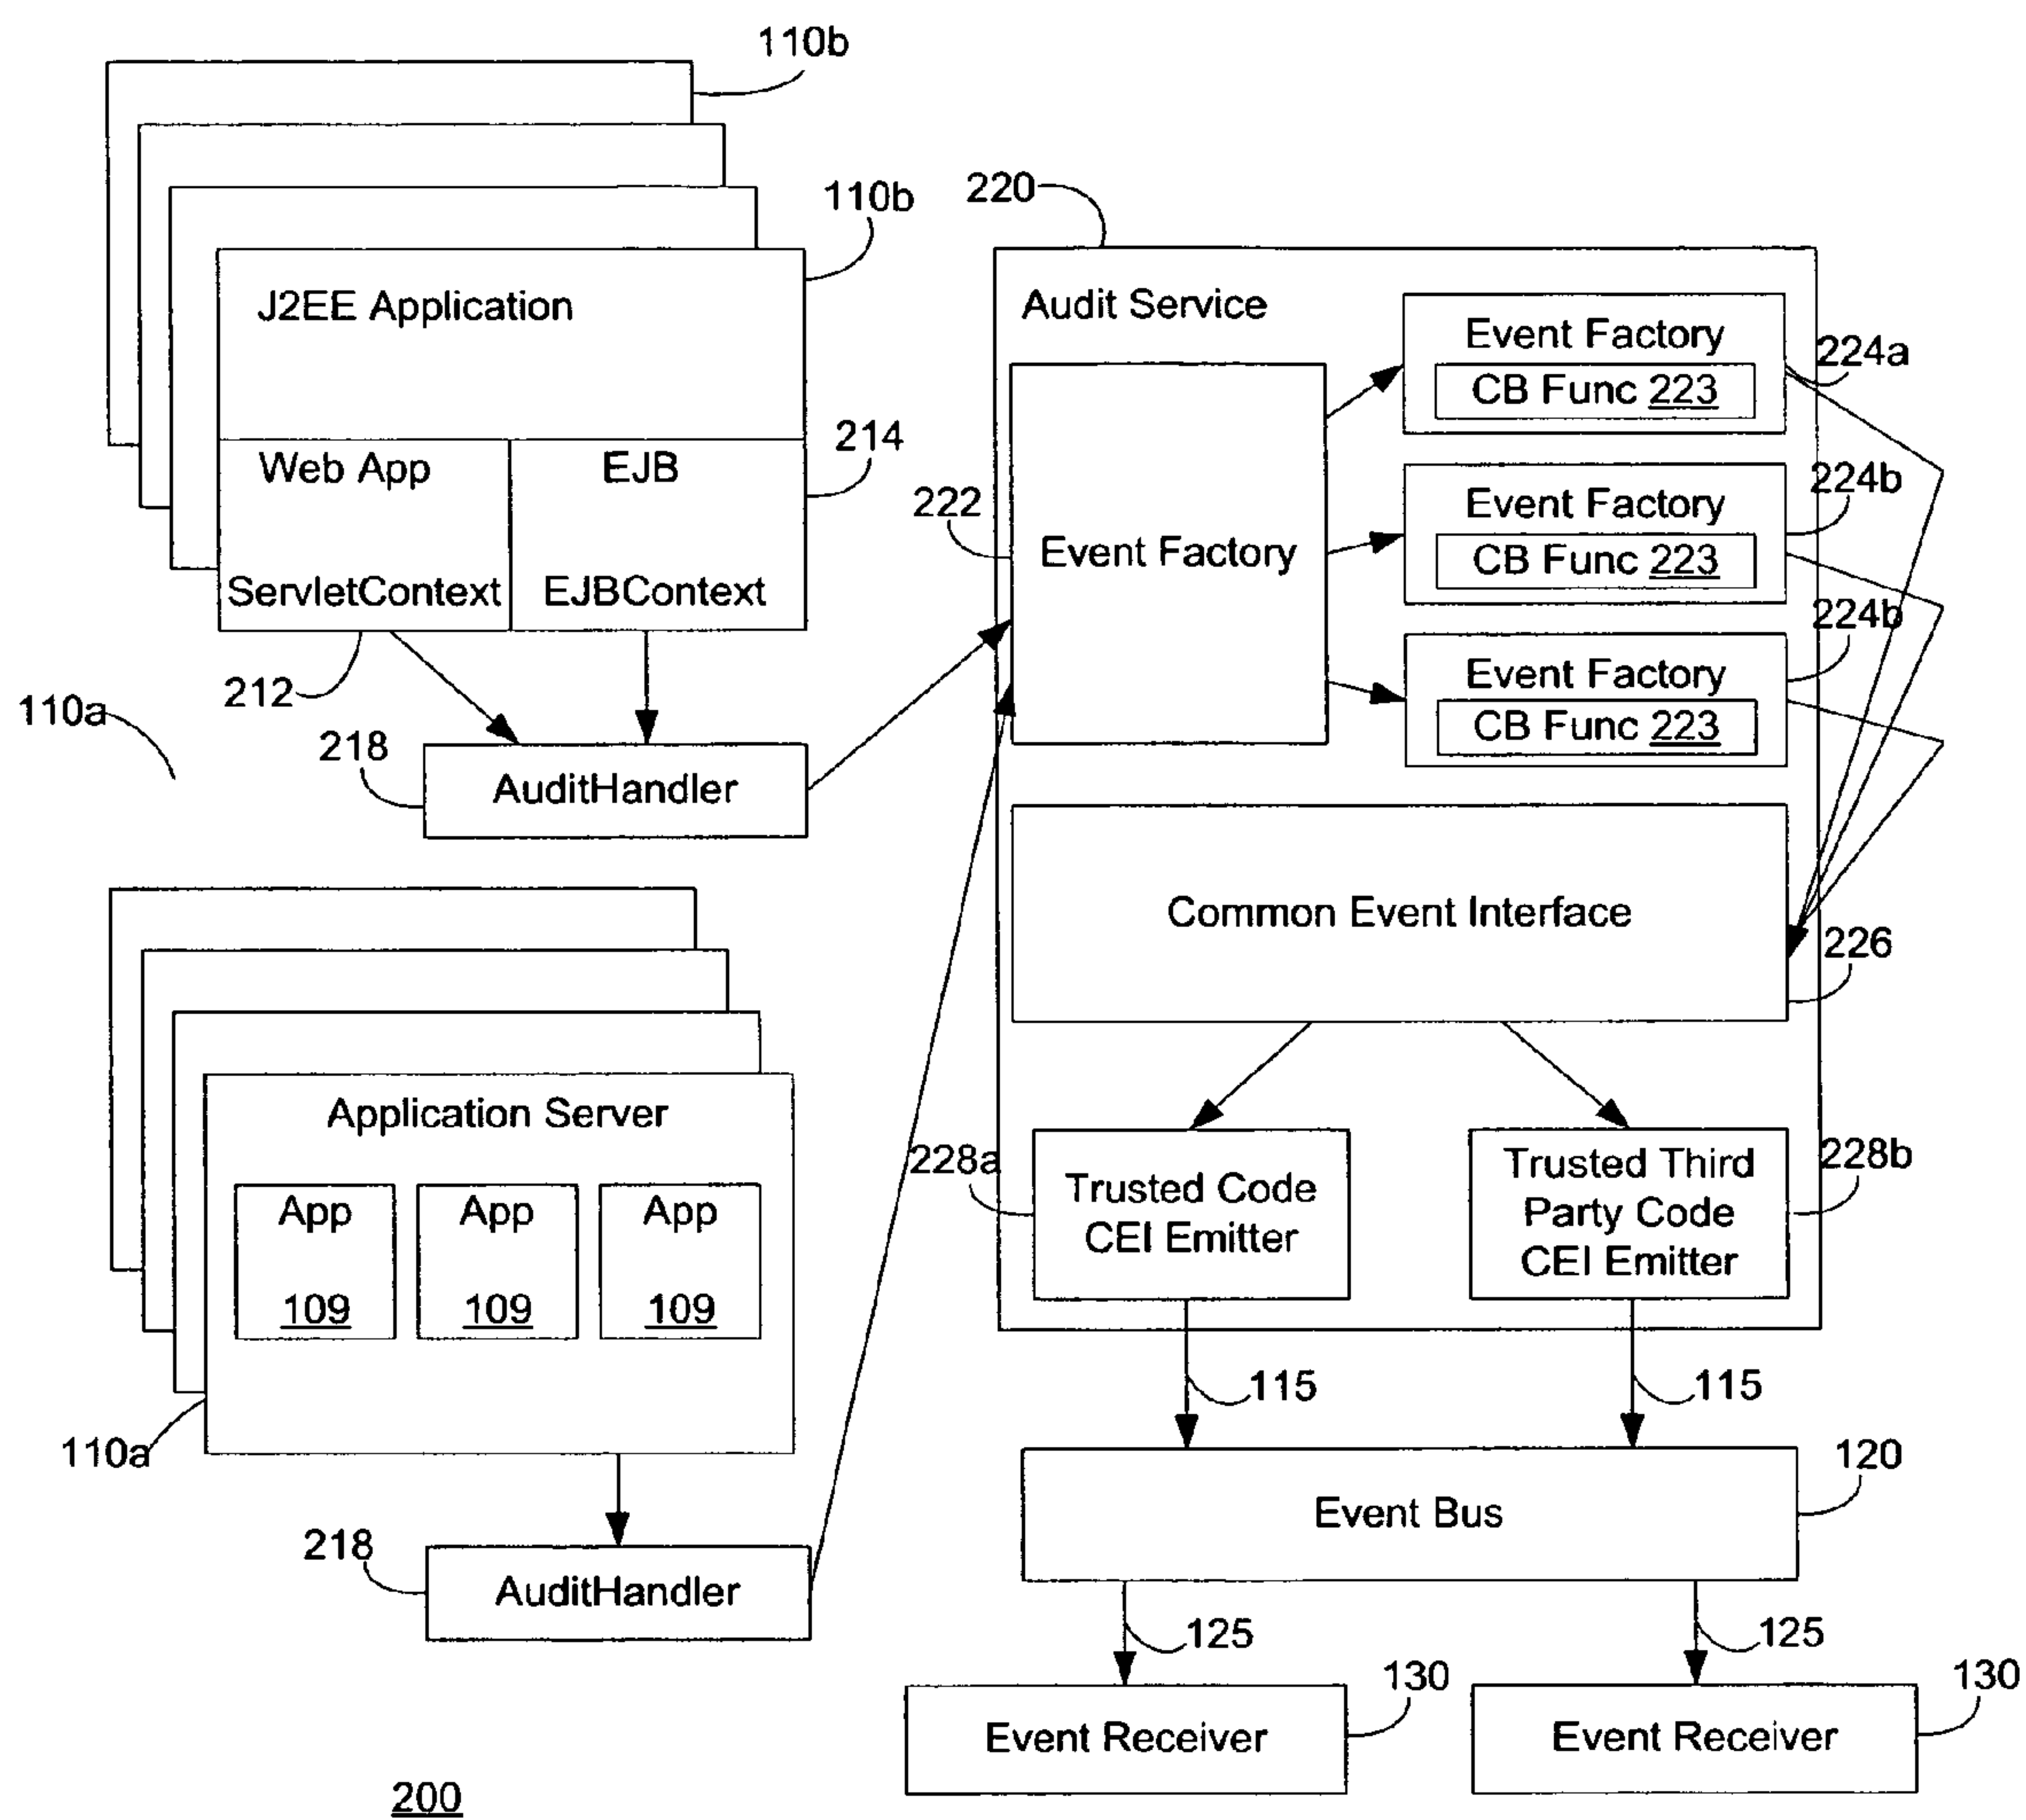 110b
110b
J2EE Application
Web App
EJB
214
ServletContext
EJBContext
212
110a
218
AuditHandler
Application Server
App
109
App
109
App
109
110a
218
AuditHandler
220
Audit Service
222
Event Factory
Event Factory
CB Func 223
224a
Event Factory
CB Func 223
224b
Event Factory
CB Func 223
224b
Common Event Interface
226
228a
Trusted Code
CEI Emitter
Trusted Third
Party Code
CEI Emitter
228b
115
115
Event Bus
120
125
125
Event Receiver
130
Event Receiver
130
200